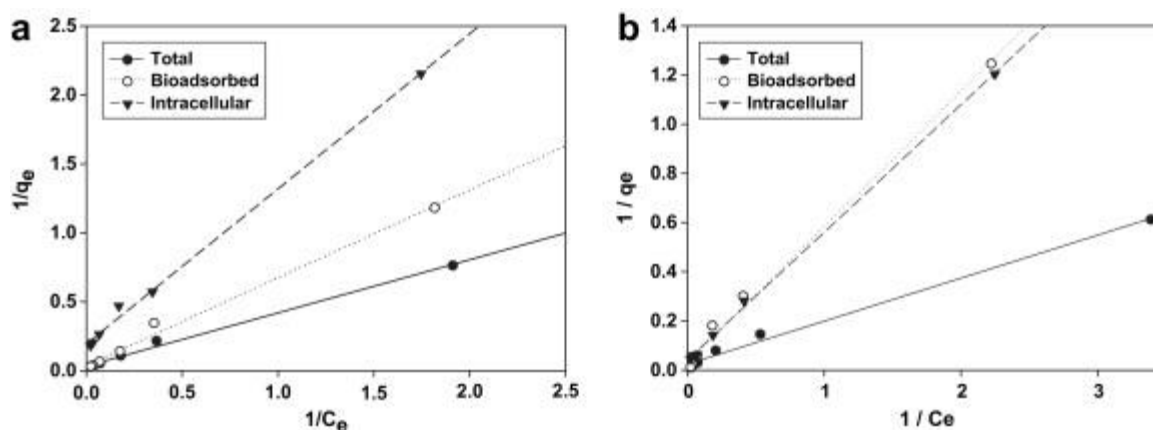 a
2.5
2.0
1.5
1.0
0.5
0.0
1/qe
Total
Bioadsorbed
Intracellular
0.0 0.5 1.0 1.5 2.0 2.5
1/Ce
b
1.4
1.2
1.0
0.8
0.6
0.4
0.2
0.0
1 / qe
Total
Bioadsorbed
Intracellular
0 1 2 3
1 / Ce